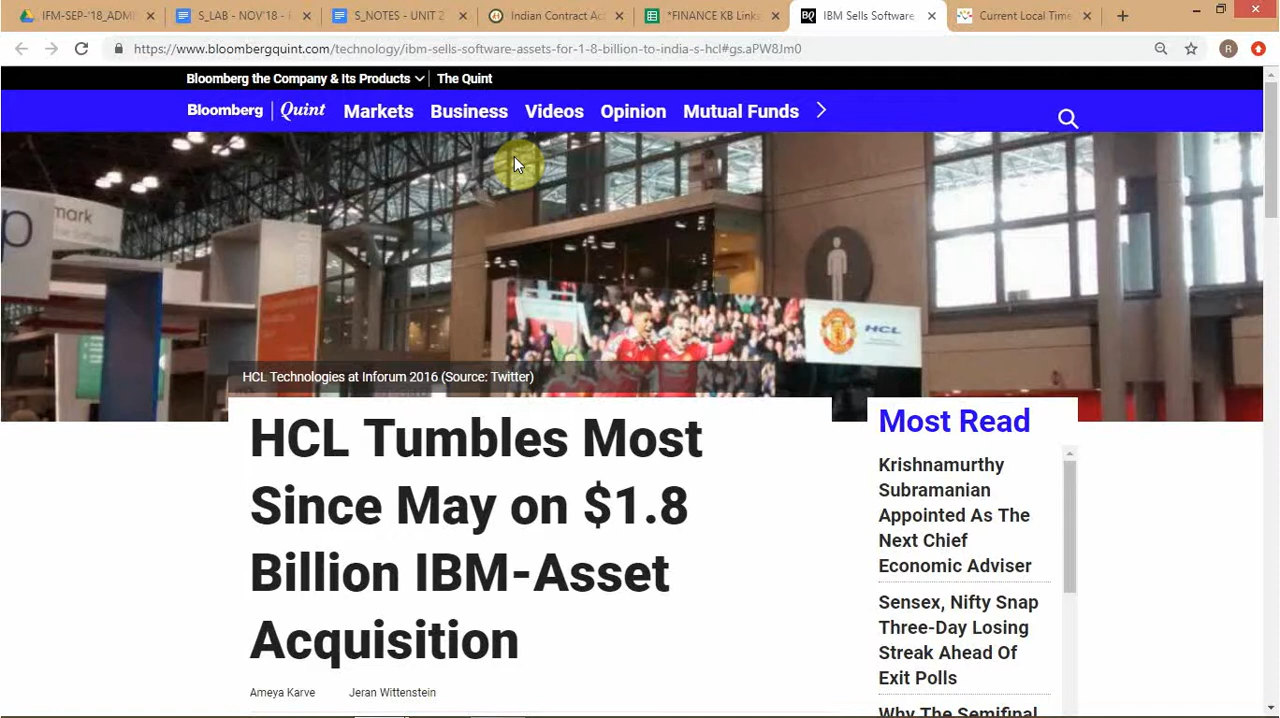 IFM-SEP-'18_ADMI
S_LAB - NOV'18 -
S_NOTES - UNIT 2
Indian Contract Ac
*FINANCE KB Links
BQ IBM Sells Software
Current Local Time
https://www.bloombergquint.com/technology/ibm-sells-software-assets-for-1-8-billion-to-india-s-hcl#gs.aPW8Jm0
R
Bloomberg the Company & Its Products
The Quint
Bloomberg | Quint
Markets
Business
Videos
Opinion
Mutual Funds
mark
HCL
HCL Technologies at Inforum 2016 (Source: Twitter)
HCL Tumbles Most
Since May on $1.8
Billion IBM-Asset
Acquisition
Ameya Karve
Jeran Wittenstein
Most Read
Krishnamurthy
Subramanian
Appointed As The
Next Chief
Economic Adviser
Sensex, Nifty Snap
Three-Day Losing
Streak Ahead Of
Exit Polls
Why The Semifinal